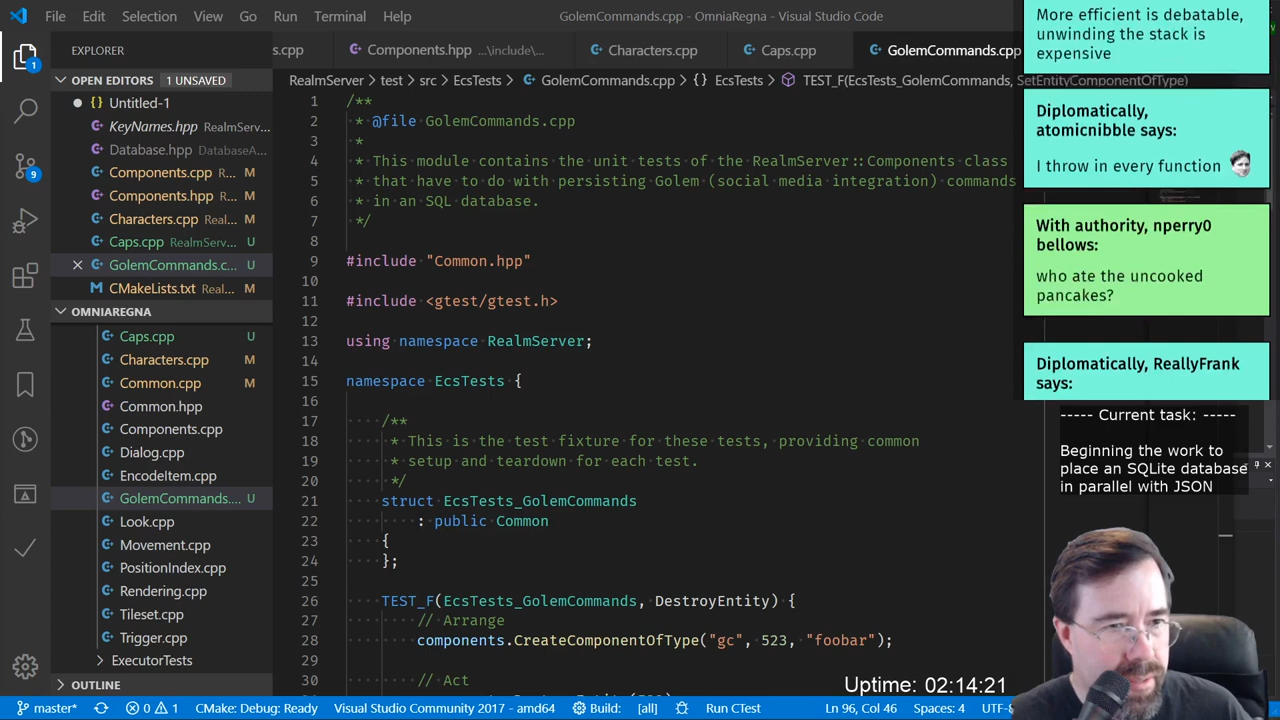 File Edit Selection View Go Run Terminal Help
GolemCommands.cpp - OmniaRegna - Visual Studio Code
EXPLORER
s.cpp Components.hpp ...\include\... Characters.cpp Caps.cpp GolemCommands.cpp
OPEN EDITORS 1 UNSAVED
RealmServer > test > src > EcsTests > GolemCommands.cpp > {} EcsTests > TEST_F(EcsTests_GolemCommands, SetEntityComponentOfType)
{} Untitled-1
KeyNames.hpp RealmServ...
Database.hpp DatabaseA...
Components.cpp R... M
Components.hpp R... M
Characters.cpp Real... M
Caps.cpp RealmServ... U
GolemCommands.c... U
CMakeLists.txt Real... M
OMNIAREGNA
Caps.cpp U
Characters.cpp M
Common.cpp M
Common.hpp
Components.cpp
Dialog.cpp
EncodeItem.cpp
GolemCommands.... U
Look.cpp
Movement.cpp
PositionIndex.cpp
Rendering.cpp
Tileset.cpp
Trigger.cpp
ExecutorTests
OUTLINE
1
9
1 /**
2 * @file GolemCommands.cpp
3 *
4 * This module contains the unit tests of the RealmServer::Components class
5 * that have to do with persisting Golem (social media integration) commands
6 * in an SQL database.
7 */
8
9 #include "Common.hpp"
10
11 #include <gtest/gtest.h>
12
13 using namespace RealmServer;
14
15 namespace EcsTests {
16
17 /**
18 * This is the test fixture for these tests, providing common
19 * setup and teardown for each test.
20 */
21 struct EcsTests_GolemCommands
22 : public Common
23 {
24 };
25
26 TEST_F(EcsTests_GolemCommands, DestroyEntity) {
27 // Arrange
28 components.CreateComponentOfType("gc", 523, "foobar");
29
30 // Act
More efficient is debatable,
unwinding the stack is
expensive
Diplomatically,
atomicnibble says:
I throw in every function
With authority, nperry0
bellows:
who ate the uncooked
pancakes?
Diplomatically, ReallyFrank
says:
----- Current task: -----
Beginning the work to
place an SQLite database
in parallel with JSON
Uptime: 02:14:21
master* 0 1 CMake: Debug: Ready Visual Studio Community 2017 - amd64 Build: [all] Run CTest Ln 96, Col 46 Spaces: 4 UTF-8